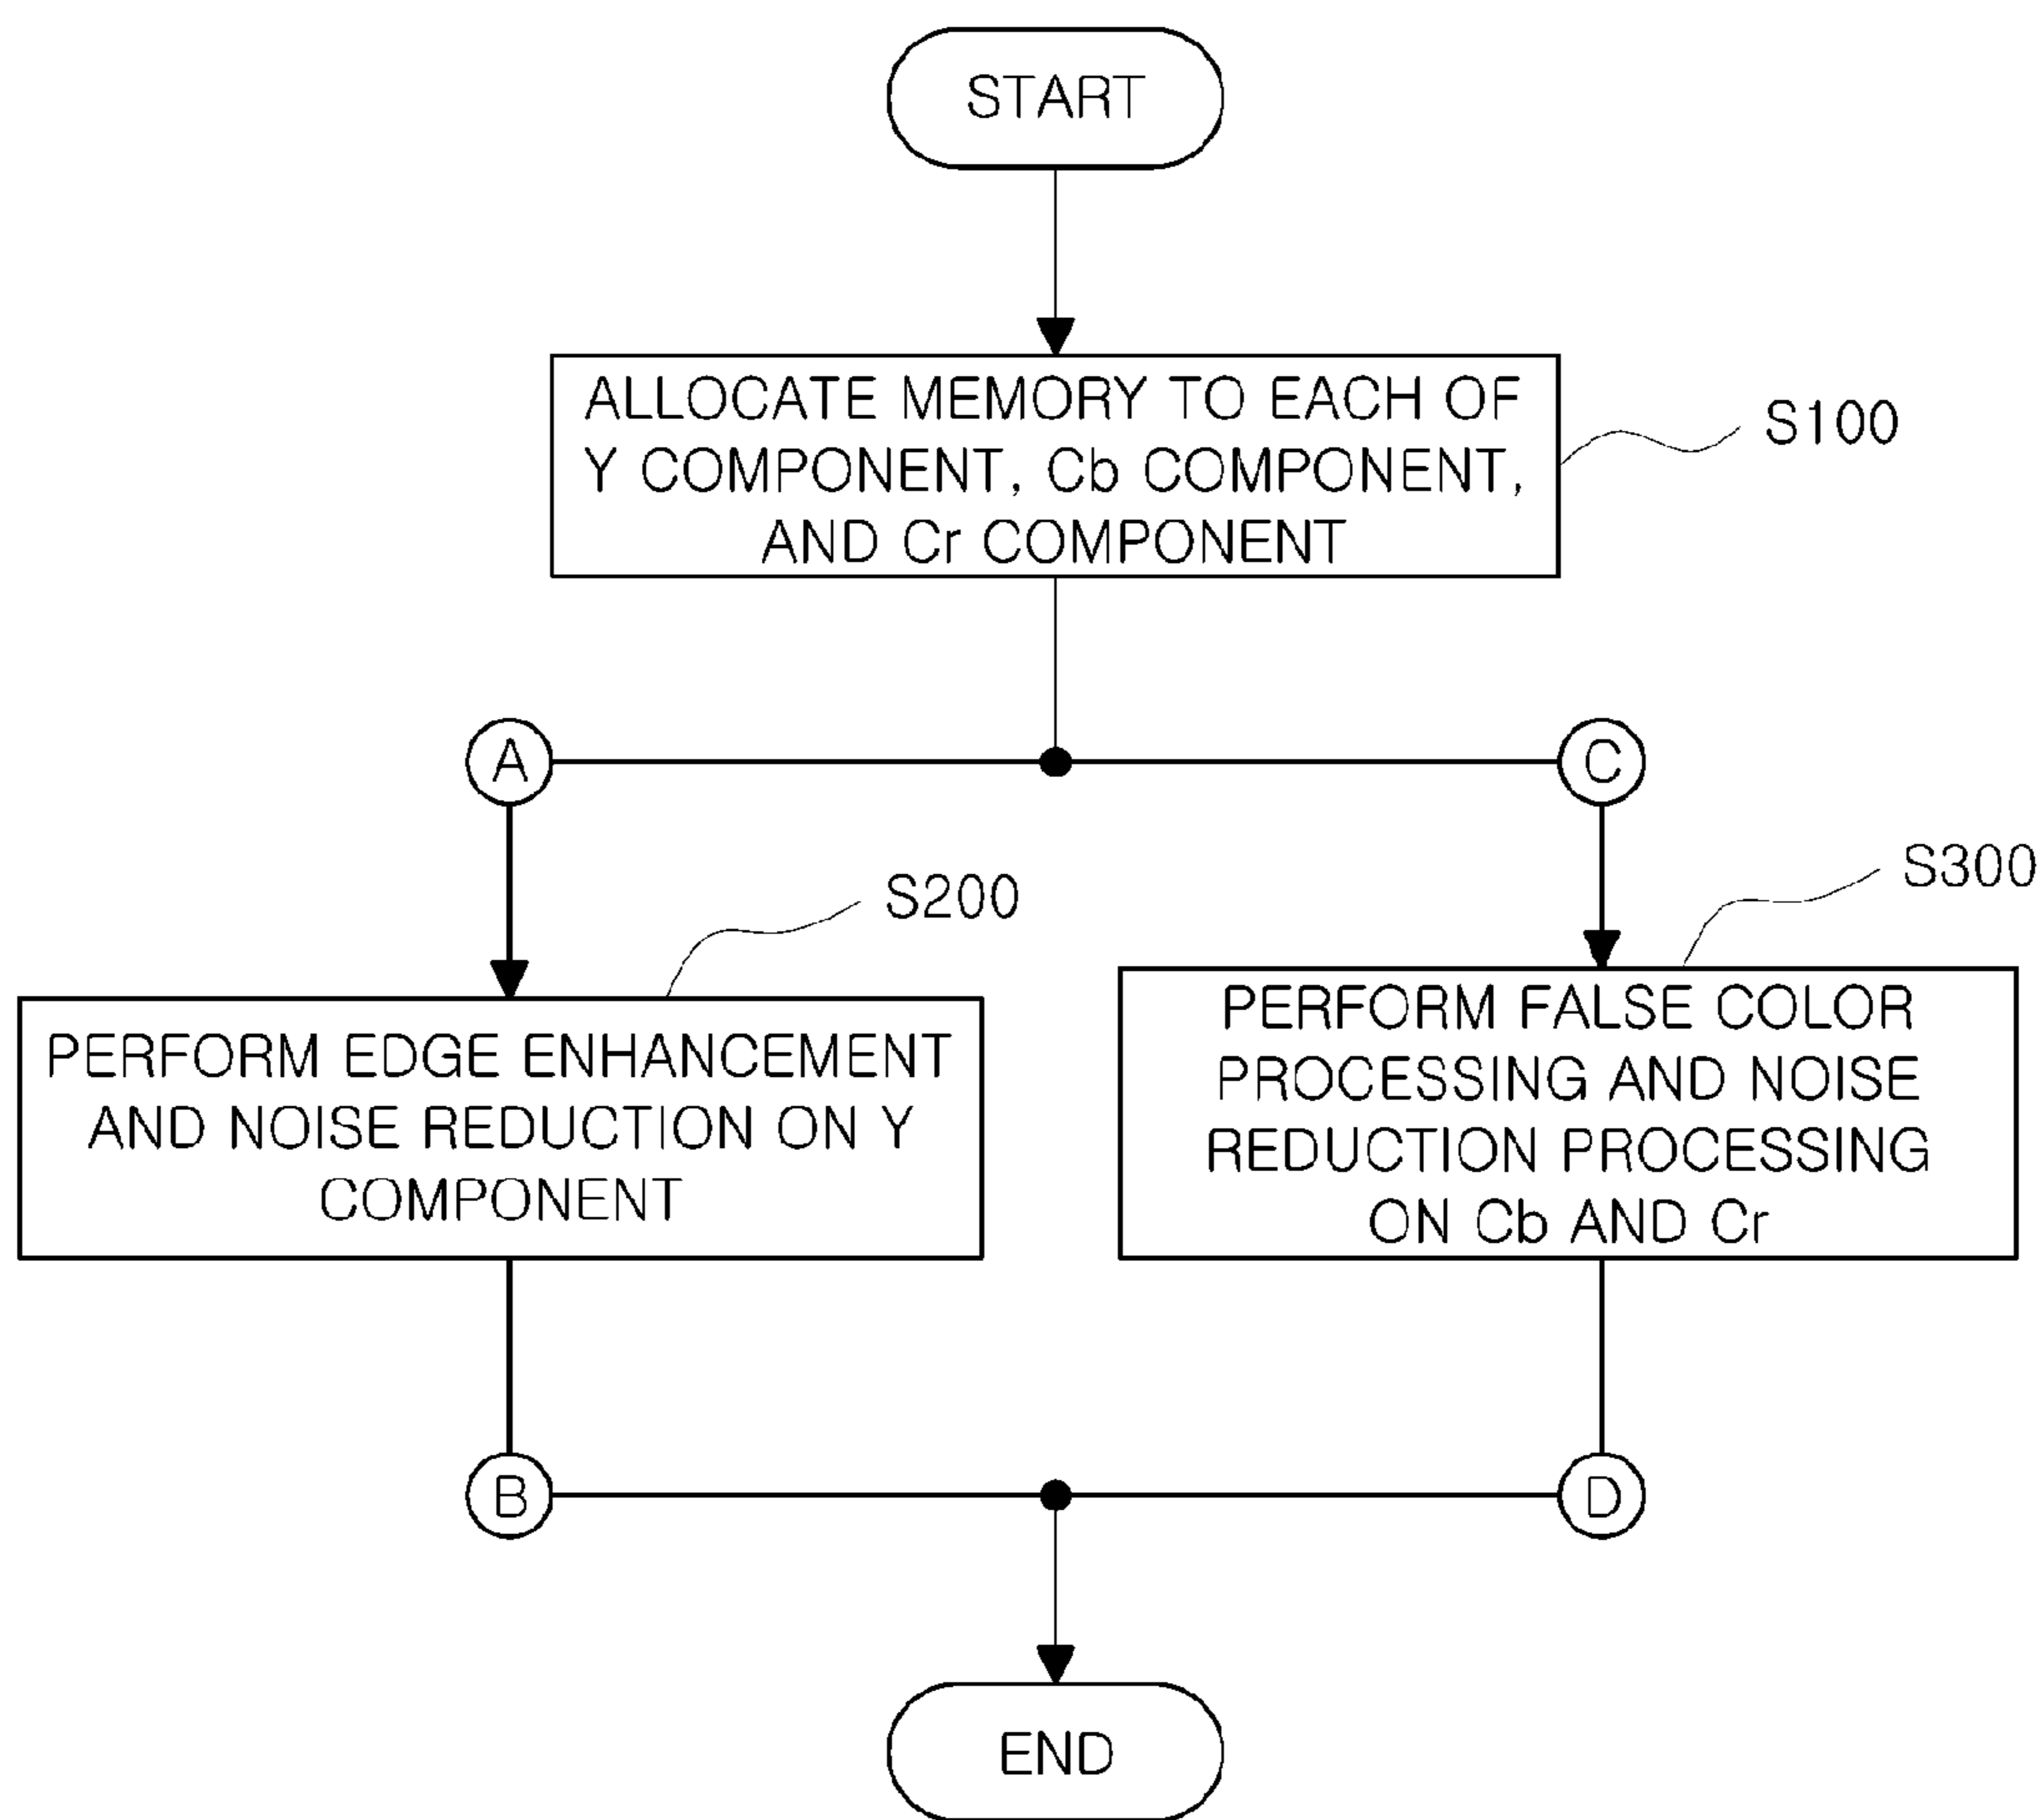 START
ALLOCATE MEMORY TO EACH OF
Y COMPONENT, Cb COMPONENT,
AND Cr COMPONENT
S100
A
C
S200
S300
PERFORM EDGE ENHANCEMENT
AND NOISE REDUCTION ON Y
COMPONENT
PERFORM FALSE COLOR
PROCESSING AND NOISE
REDUCTION PROCESSING
ON Cb AND Cr
B
D
END